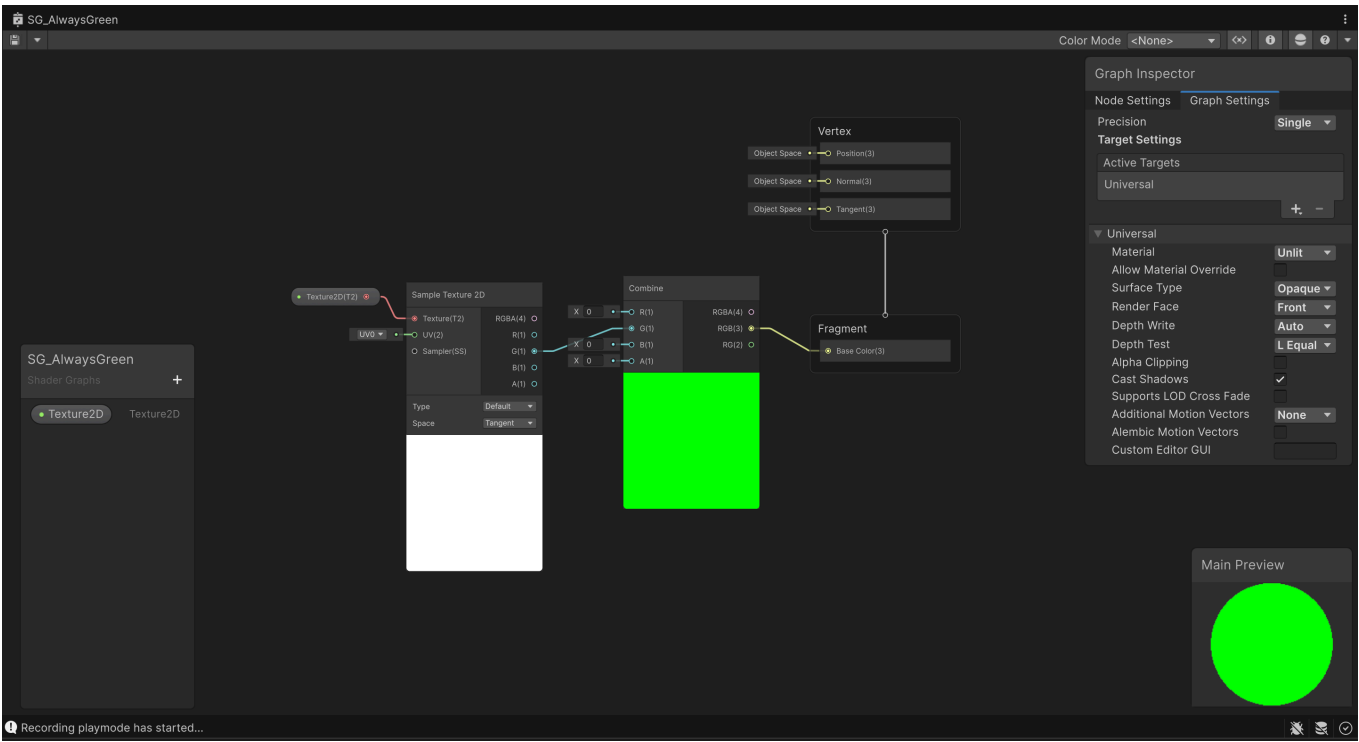 SG_AlwaysGreen
Color Mode <None>
Graph Inspector
Node Settings Graph Settings
Precision Single
Target Settings
Active Targets
Universal
+ −
Universal
Material Unlit
Allow Material Override
Surface Type Opaque
Render Face Front
Depth Write Auto
Depth Test L Equal
Alpha Clipping
Cast Shadows
Supports LOD Cross Fade
Additional Motion Vectors None
Alembic Motion Vectors
Custom Editor GUI
Vertex
Object Space Position(3)
Object Space Normal(3)
Object Space Tangent(3)
Fragment
Base Color(3)
Texture2D(T2)
UV0
Sample Texture 2D
Texture(T2) RGBA(4)
UV(2) R(1)
Sampler(SS) G(1)
B(1)
A(1)
Type Default
Space Tangent
Combine
X 0 R(1) RGBA(4)
G(1) RGB(3)
X 0 B(1) RG(2)
X 0 A(1)
SG_AlwaysGreen
Shader Graphs +
Texture2D Texture2D
Main Preview
Recording playmode has started...